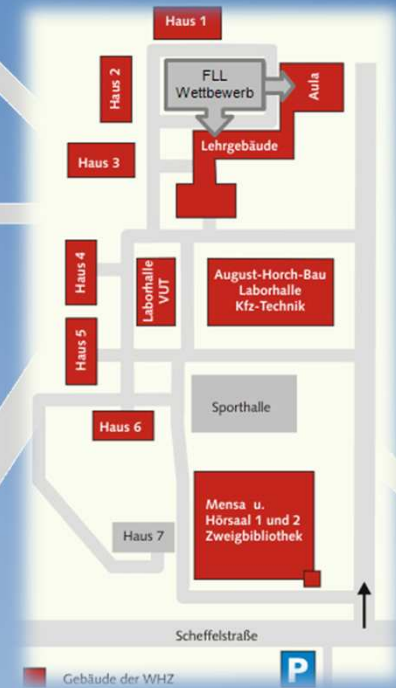 Haus 1
Haus 2
FLL
Wettbewerb
Aula
Lehrgebäude
Haus 3
Haus 4
Laborhalle
VUT
August-Horch-Bau
Laborhalle
Kfz-Technik
Haus 5
Sporthalle
Haus 6
Mensa u.
Hörsaal 1 und 2
Zweigbibliothek
Haus 7
Scheffelstraße
P
Gebäude der WHZ